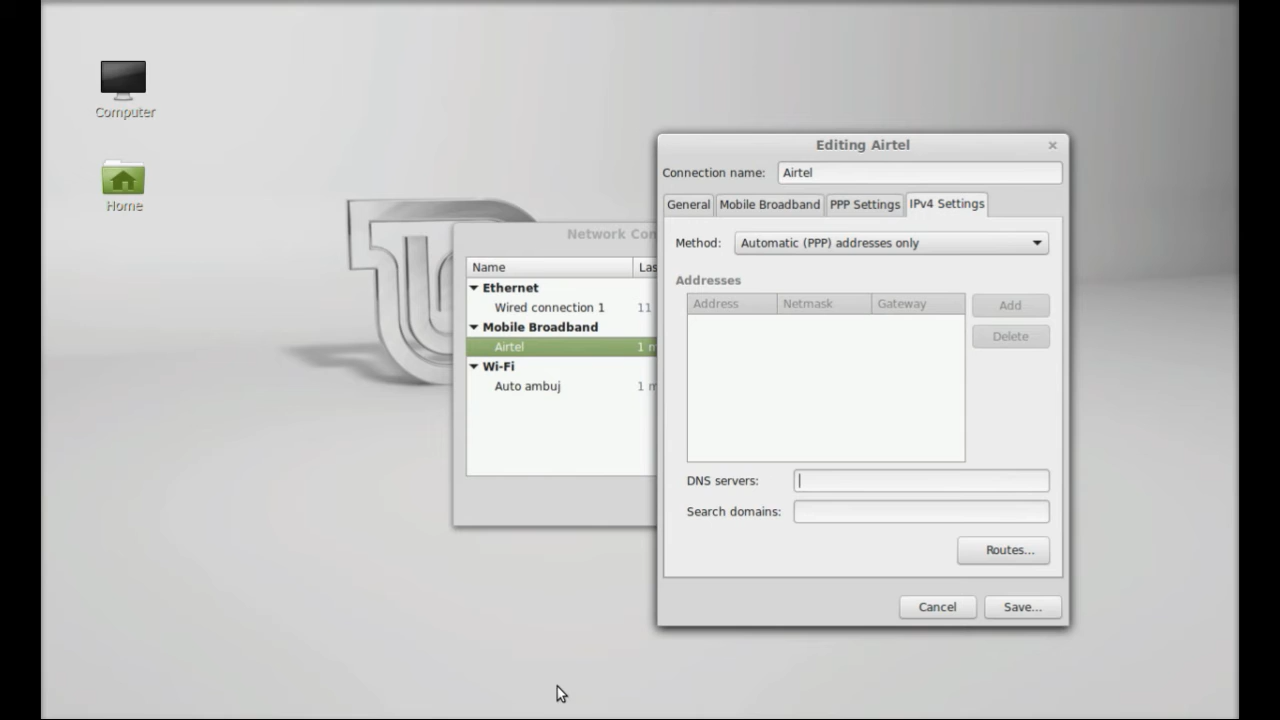 Computer
Home
Network Con
Name Las
Ethernet
Wired connection 1 11
Mobile Broadband
Airtel 1 m
Wi-Fi
Auto ambuj 1 m
Editing Airtel
Connection name: Airtel
General Mobile Broadband PPP Settings IPv4 Settings
Method: Automatic (PPP) addresses only
Addresses
Address Netmask Gateway Add
Delete
DNS servers:
Search domains:
Routes...
Cancel Save...